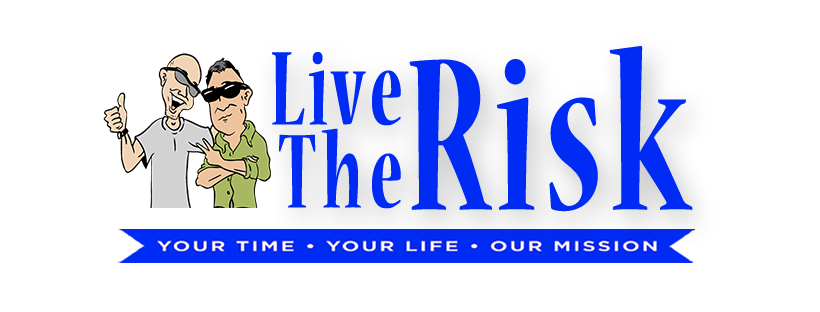 Live
The
Risk
YOUR TIME • YOUR LIFE • OUR MISSION